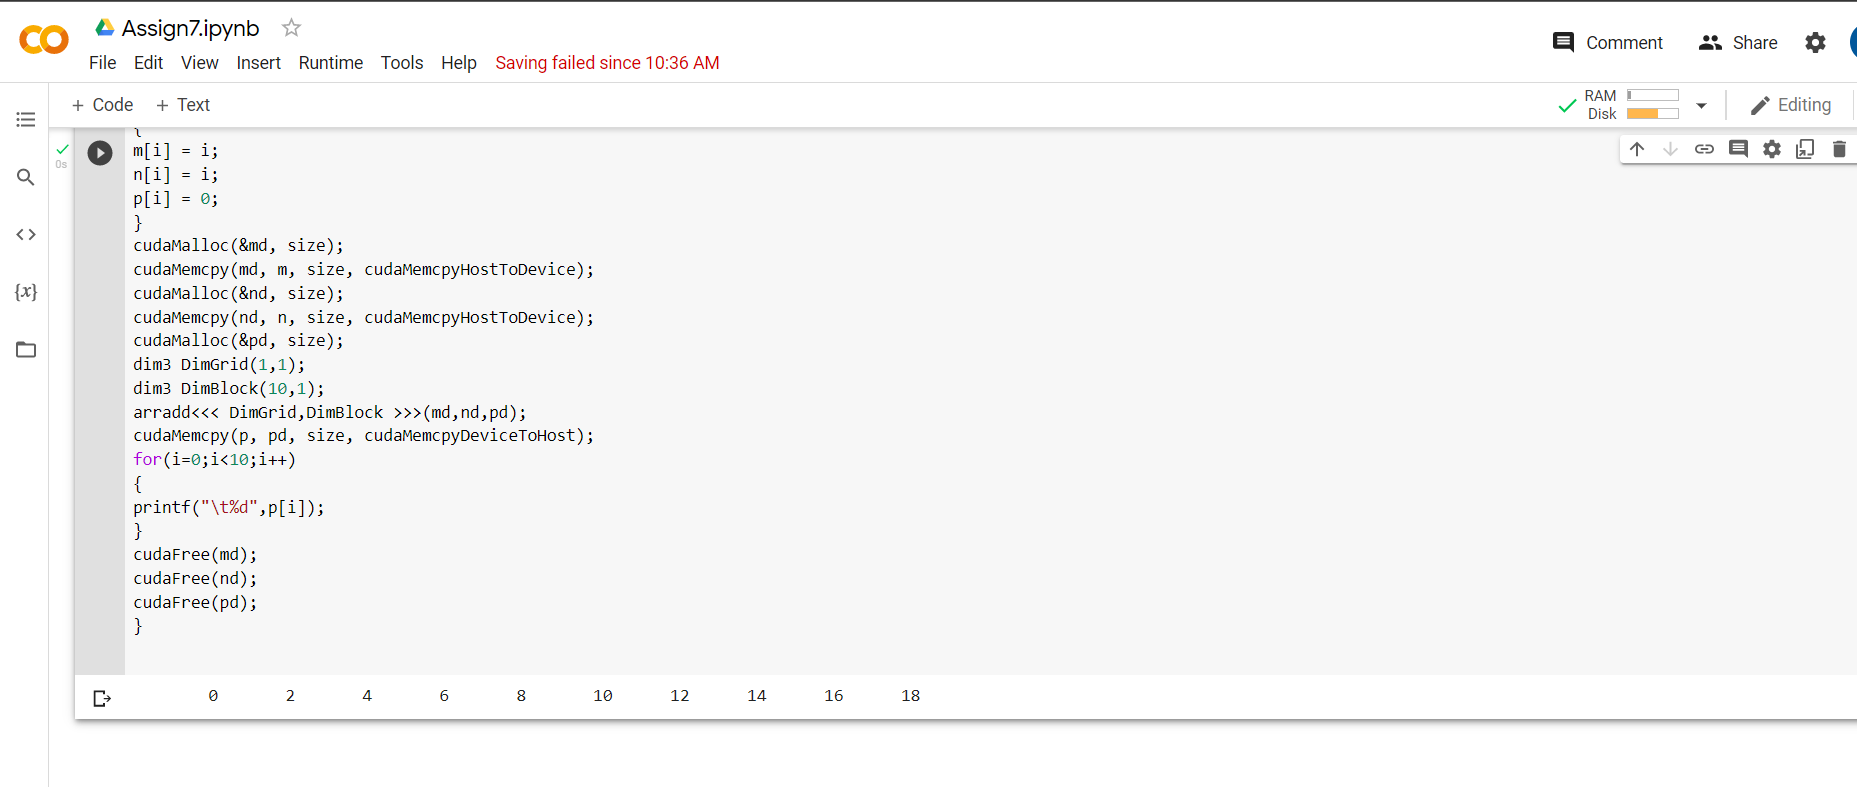 Assign7.ipynb
File Edit View Insert Runtime Tools Help Saving failed since 10:36 AM
Comment Share
+ Code + Text
RAM
Disk
Editing
{
m[i] = i;
0s
n[i] = i;
p[i] = 0;
}
cudaMalloc(&md, size);
cudaMemcpy(md, m, size, cudaMemcpyHostToDevice);
cudaMalloc(&nd, size);
{x}
cudaMemcpy(nd, n, size, cudaMemcpyHostToDevice);
cudaMalloc(&pd, size);
dim3 DimGrid(1,1);
dim3 DimBlock(10,1);
arradd<<< DimGrid,DimBlock >>>(md,nd,pd);
cudaMemcpy(p, pd, size, cudaMemcpyDeviceToHost);
for(i=0;i<10;i++)
{
printf("\t%d",p[i]);
}
cudaFree(md);
cudaFree(nd);
cudaFree(pd);
}
0 2 4 6 8 10 12 14 16 18